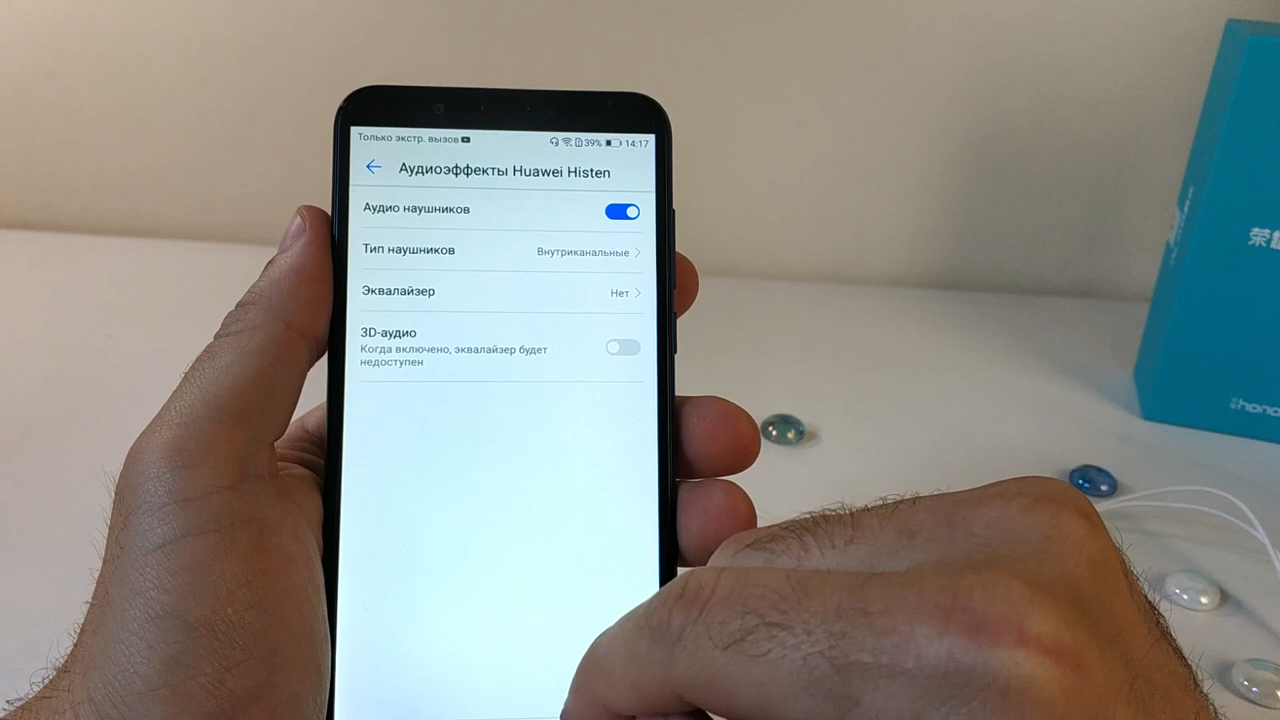 Только экстр. вызов
39% 14:17
Аудиоэффекты Huawei Histen
Аудио наушников
Тип наушников
Внутриканальные
Эквалайзер
Нет
3D-аудио
Когда включено, эквалайзер будет
недоступен
荣
honor